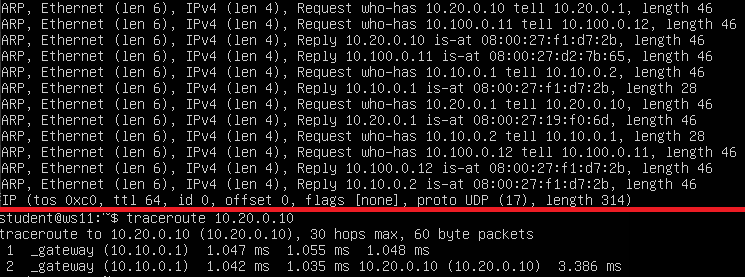 ARP, Ethernet (len 6), IPv4 (len 4), Request who-has 10.20.0.10 tell 10.20.0.1, length 46
ARP, Ethernet (len 6), IPv4 (len 4), Request who-has 10.100.0.11 tell 10.100.0.12, length 46
ARP, Ethernet (len 6), IPv4 (len 4), Reply 10.20.0.10 is-at 08:00:27:f1:d7:2b, length 46
ARP, Ethernet (len 6), IPv4 (len 4), Reply 10.100.0.11 is-at 08:00:27:d2:7b:65, length 46
ARP, Ethernet (len 6), IPv4 (len 4), Request who-has 10.10.0.1 tell 10.10.0.2, length 46
ARP, Ethernet (len 6), IPv4 (len 4), Reply 10.10.0.1 is-at 08:00:27:f1:d7:2b, length 28
ARP, Ethernet (len 6), IPv4 (len 4), Request who-has 10.20.0.1 tell 10.20.0.10, length 46
ARP, Ethernet (len 6), IPv4 (len 4), Reply 10.20.0.1 is-at 08:00:27:19:f0:6d, length 46
ARP, Ethernet (len 6), IPv4 (len 4), Request who-has 10.10.0.2 tell 10.10.0.1, length 28
ARP, Ethernet (len 6), IPv4 (len 4), Request who-has 10.100.0.12 tell 10.100.0.11, length 46
ARP, Ethernet (len 6), IPv4 (len 4), Reply 10.100.0.12 is-at 08:00:27:f1:d7:2b, length 46
ARP, Ethernet (len 6), IPv4 (len 4), Reply 10.10.0.2 is-at 08:00:27:f1:d7:2b, length 46
IP (tos 0xc0, ttl 64, id 0, offset 0, flags [none], proto UDP (17), length 314)
student@ws11:~$ traceroute 10.20.0.10
traceroute to 10.20.0.10 (10.20.0.10), 30 hops max, 60 byte packets
1 _gateway (10.10.0.1) 1.047 ms 1.055 ms 1.048 ms
2 _gateway (10.10.0.1) 1.042 ms 1.035 ms 10.20.0.10 (10.20.0.10) 3.386 ms